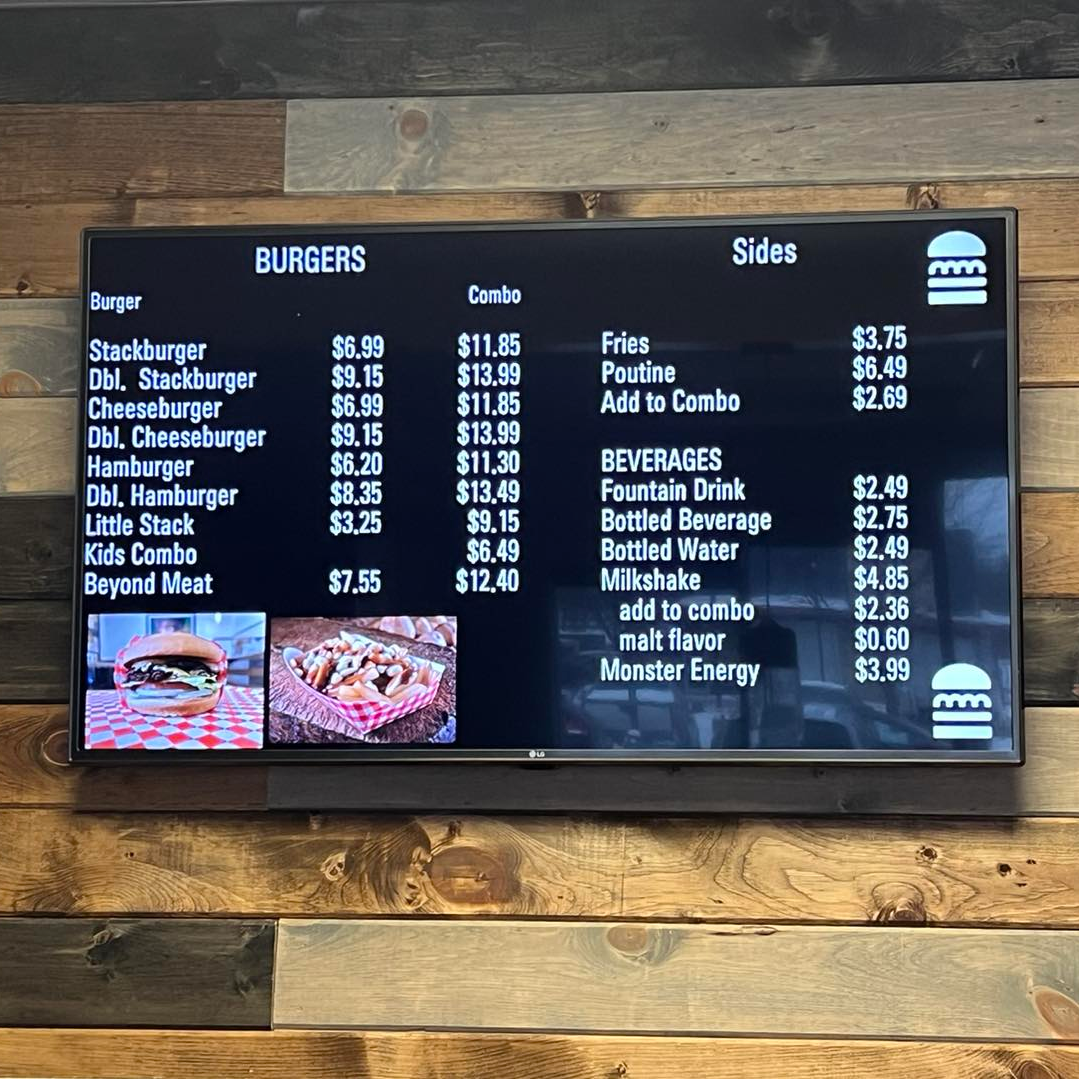 BURGERS
Burger Combo
Stackburger $6.99 $11.85
Dbl. Stackburger $9.15 $13.99
Cheeseburger $6.99 $11.85
Dbl. Cheeseburger $9.15 $13.99
Hamburger $6.20 $11.30
Dbl. Hamburger $8.35 $13.49
Little Stack $3.25 $9.15
Kids Combo $6.49
Beyond Meat $7.55 $12.40
Sides
Fries $3.75
Poutine $6.49
Add to Combo $2.69
BEVERAGES
Fountain Drink $2.49
Bottled Beverage $2.75
Bottled Water $2.49
Milkshake $4.85
add to combo $2.36
malt flavor $0.60
Monster Energy $3.99
LG